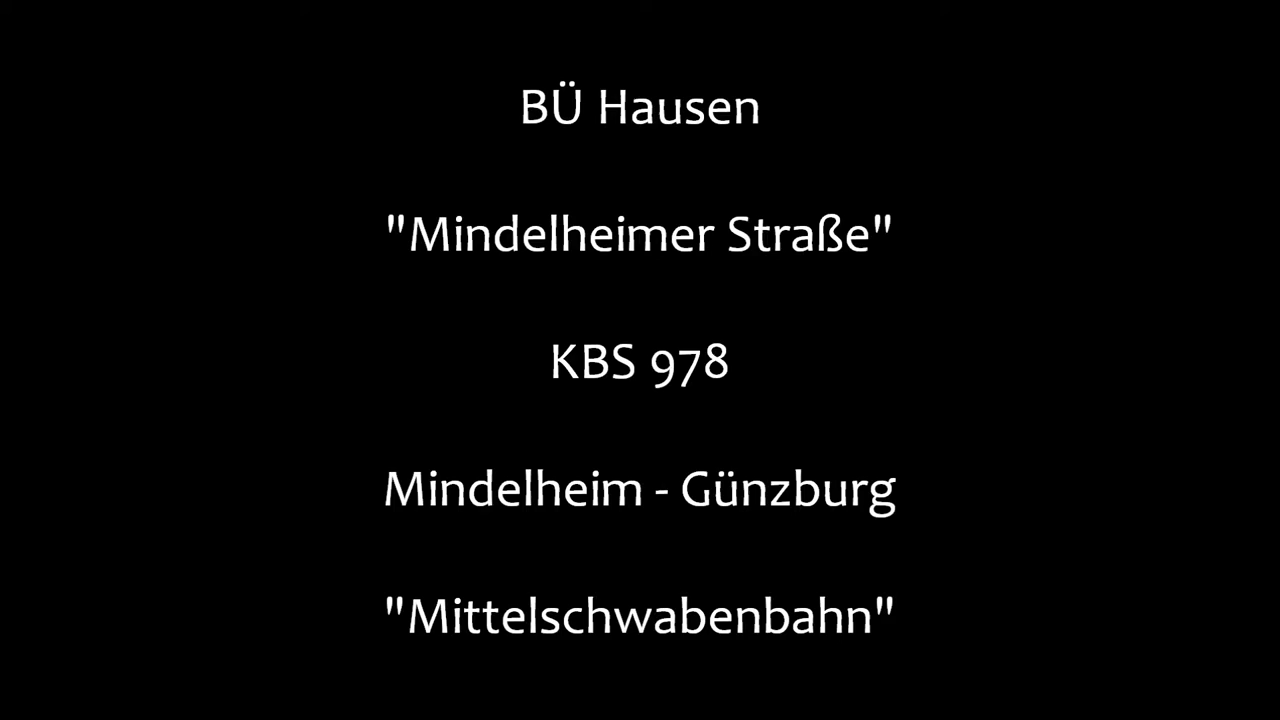 BÜ Hausen
"Mindelheimer Straße"
KBS 978
Mindelheim - Günzburg
"Mittelschwabenbahn"